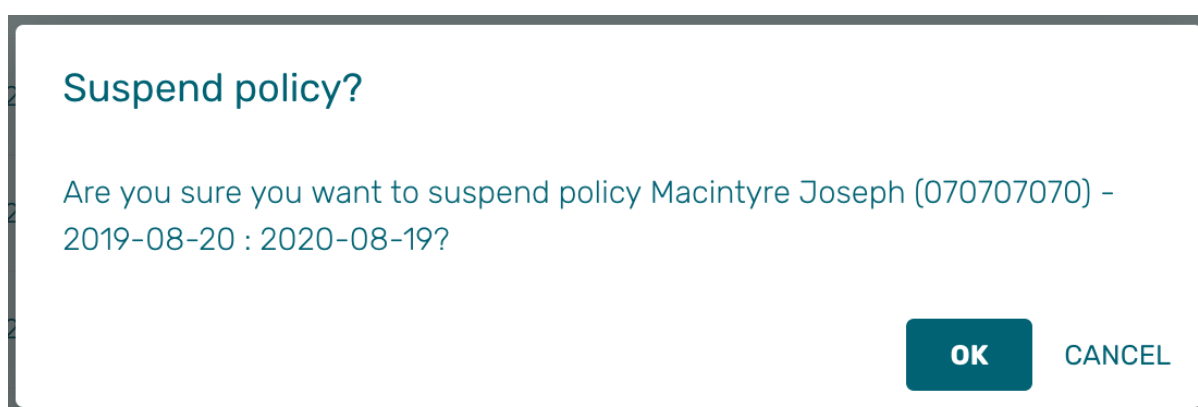 Suspend policy?
Are you sure you want to suspend policy Macintyre Joseph (070707070) -
2019-08-20 : 2020-08-19?
OK CANCEL